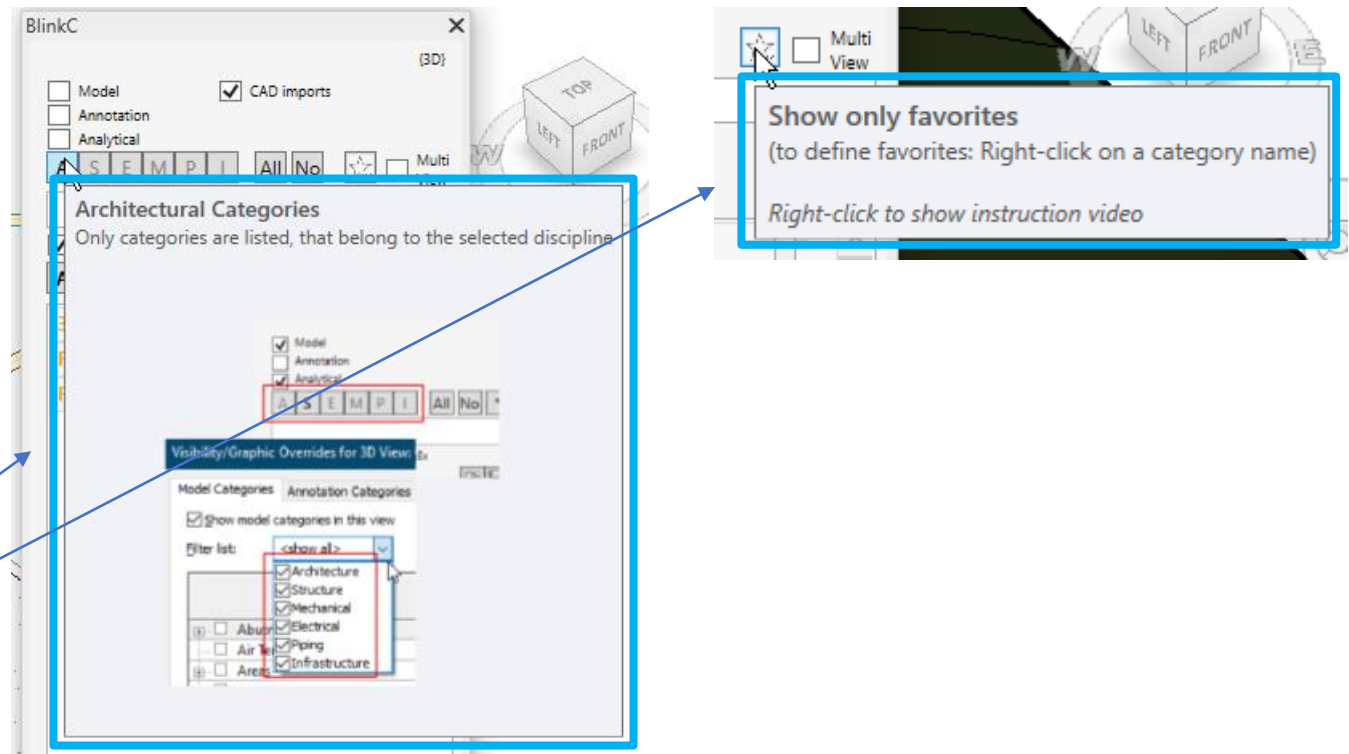 BlinkC
{3D}
Model
CAD imports
Annotation
Analytical
A S E M P I All No
Multi
View
TOP
LEFT
FRONT
W
Architectural Categories
Only categories are listed, that belong to the selected discipline
Model
Annotation
Analytical
A S E M P I All No
Visibility/Graphic Overrides for 3D View:
Model Categories
Annotation Categories
Show model categories in this view
Filter list:
<show all>
Architecture
Structure
Mechanical
Electrical
Piping
Infrastructure
Air
Areas
Multi
View
LEFT
FRONT
W
E
Show only favorites
(to define favorites: Right-click on a category name)
Right-click to show instruction video